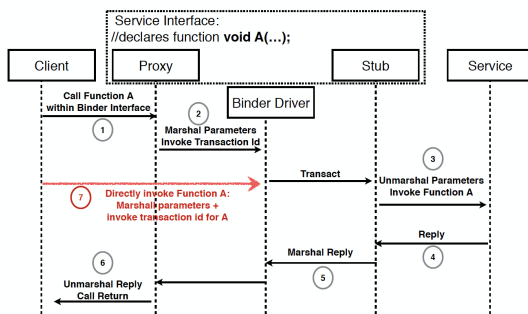 Service Interface:
//declares function void A(...);
Client
Proxy
Stub
Service
Binder Driver
Call Function A
within Binder Interface
1
2
Marshal Parameters
Invoke Transaction Id
Transact
3
Unmarshal Parameters
Invoke Function A
7
Directly invoke Function A:
Marshall parameters +
invoke transaction id for A
Reply
4
Marshal Reply
5
6
Unmarshal Reply
Call Return